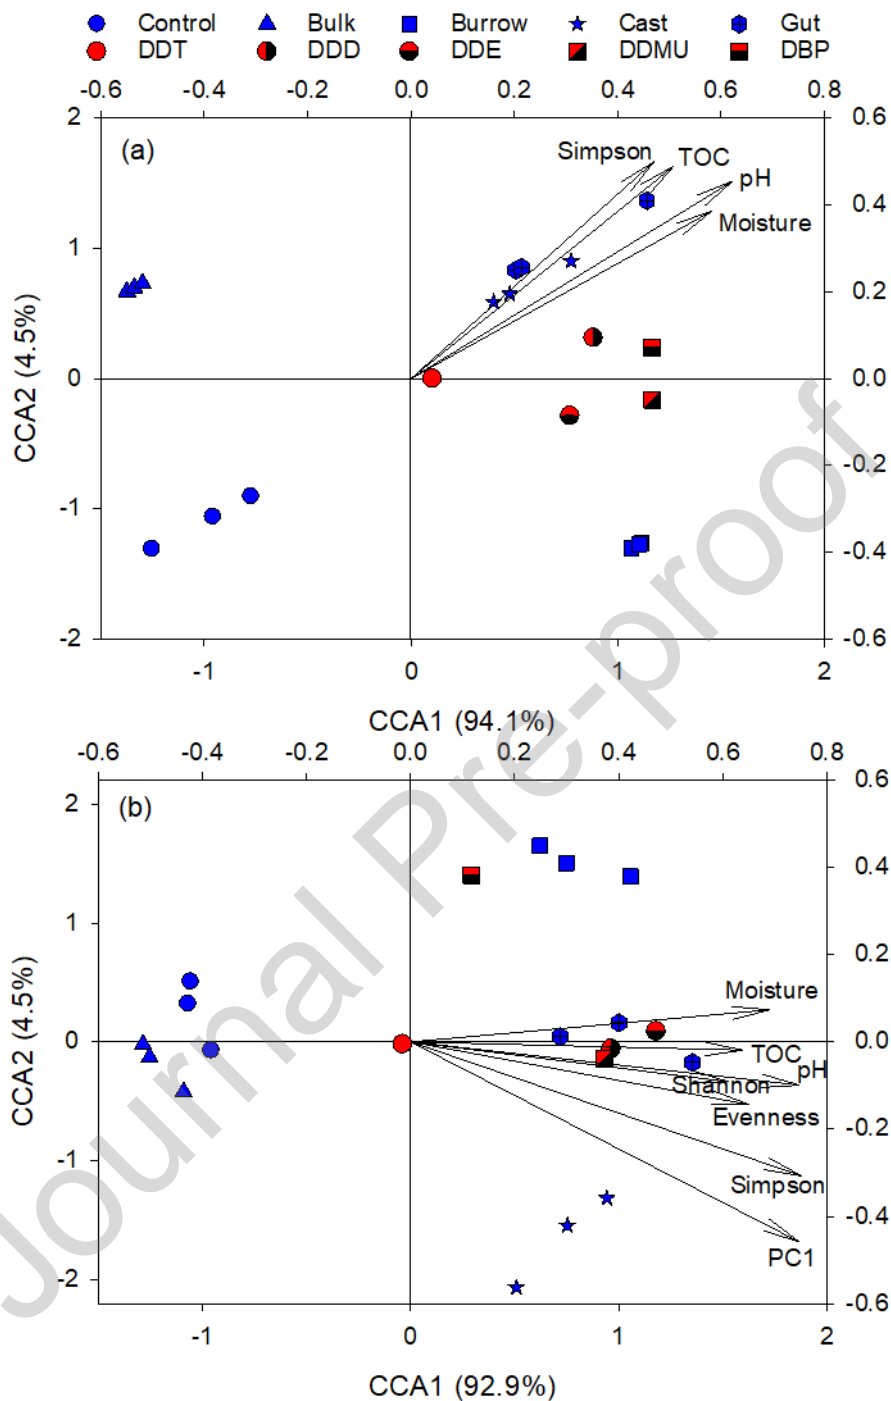 Control Bulk Burrow Cast Gut
DDT DDD DDE DDMU DBP
-0.6 -0.4 -0.2 0.0 0.2 0.4 0.6 0.8
2 (a) Simpson TOC 0.6
pH
0.4
Moisture
1
0.2
CCA2 (4.5%)
0 0.0
-0.2
-1
-0.4
-2 -0.6
-1 0 1 2
CCA1 (94.1%)
-0.6 -0.4 -0.2 0.0 0.2 0.4 0.6 0.8
2 (b) 0.6
0.4
1
0.2
Moisture
CCA2 (4.5%)
0 0.0
TOC
pH
Shannon
Evenness
-0.2
-1
Simpson
-0.4
PC1
-2
-0.6
-1 0 1 2
CCA1 (92.9%)
Journal Pre-proof